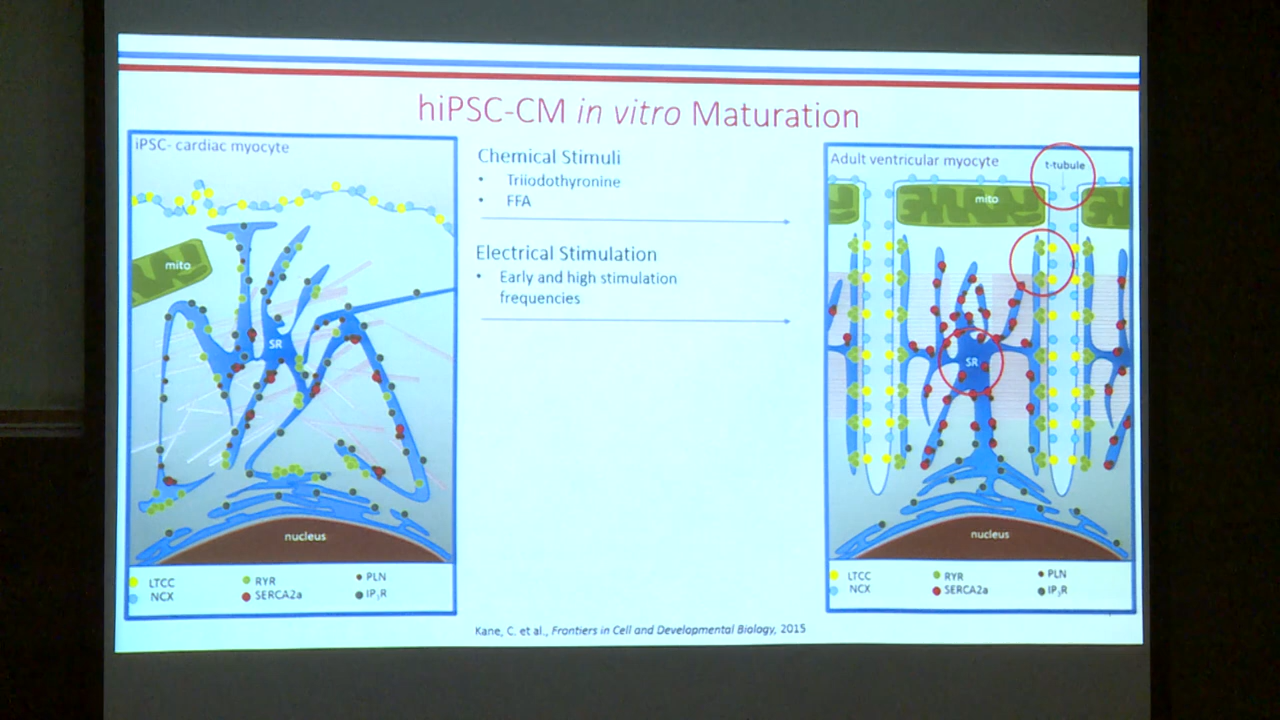 hiPSC-CM in vitro Maturation
iPSC- cardiac myocyte
mito
SR
nucleus
LTCC
RYR
PLN
NCX
SERCA2a
IP₃R
Chemical Stimuli
• Triiodothyronine
• FFA
Electrical Stimulation
• Early and high stimulation
frequencies
Adult ventricular myocyte
t-tubule
mito
SR
nucleus
LTCC
RYR
PLN
NCX
SERCA2a
IP₃R
Kane, C. et al., Frontiers in Cell and Developmental Biology, 2015